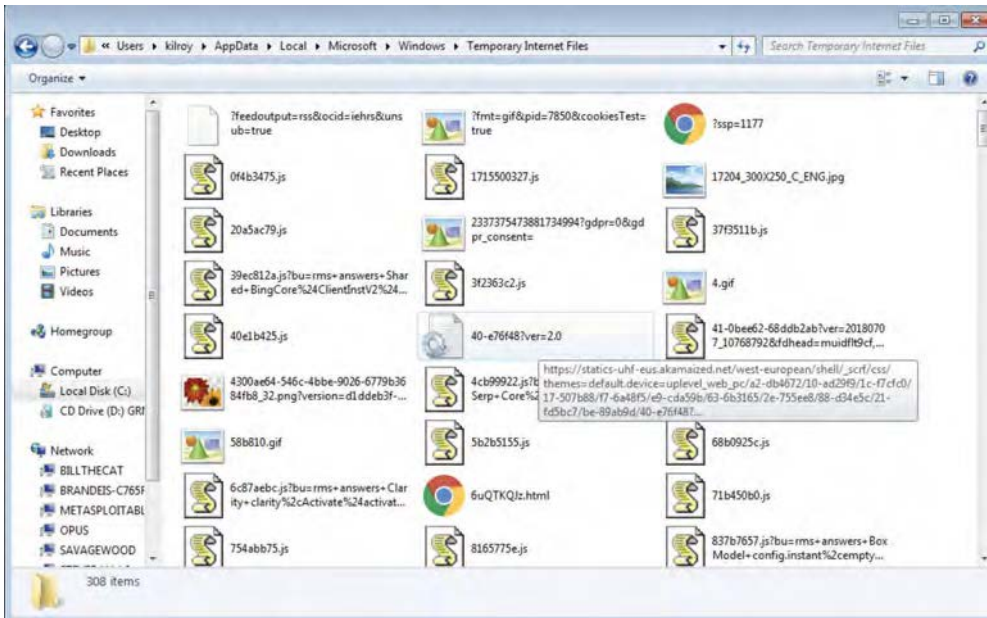 « Users ▸ kilroy ▸ AppData ▸ Local ▸ Microsoft ▸ Windows ▸ Temporary Internet Files
Search Temporary Internet Files
Organize
Favorites
Desktop
Downloads
Recent Places
Libraries
Documents
Music
Pictures
Videos
Homegroup
Computer
Local Disk (C:)
CD Drive (D:) GRM
Network
BILLTHECAT
BRANDEIS-C765F
METASPLOITABL
OPUS
SAVAGEWOOD
?feedoutput=rss&ocid=iehrs&uns
ub=true
?fmt=gif&pid=7850&cookiesTest=
true
?ssp=1177
0f4b3475.js
1715500327.js
17204_300X250_C_ENG.jpg
20a5ac79.js
2337375473881734994?gdpr=0&gd
pr_consent=
37f3511b.js
39ec812a.js?bu=rms+answers+Shar
ed+BingCore%24ClientInstV2%24...
3f2363c2.js
4.gif
40e1b425.js
40-e76f48?ver=2.0
41-0bee62-68ddb2ab?ver=2018070
7_10768792&fdhead=muidflt9cf,...
4300ae64-546c-4bbe-9026-6779b36
84fb8_32.png?version=d1ddeb3f-...
4cb99922.js?b
Serp+Core%2
https://statics-uhf-eus.akamaized.net/west-european/shell/_scrf/css/
themes=default.device=uplevel_web_pc/a2-db4672/10-ad29f9/1c-f7cfc0/
17-507b88/f7-6a48f5/e9-cda59b/63-6b3165/2e-755ee8/88-d34e5c/21-
fd5bc7/be-89ab9d/40-e76f48?...
58b810.gif
5b2b5155.js
68b0925c.js
6c87aebc.js?bu=rms+answers+Clar
ity+clarity%2cActivate%24activat...
6uQTKQJz.html
71b450b0.js
754abb75.js
8165775e.js
837b7657.js?bu=rms+answers+Box
Model+config.instant%2cempty...
308 items